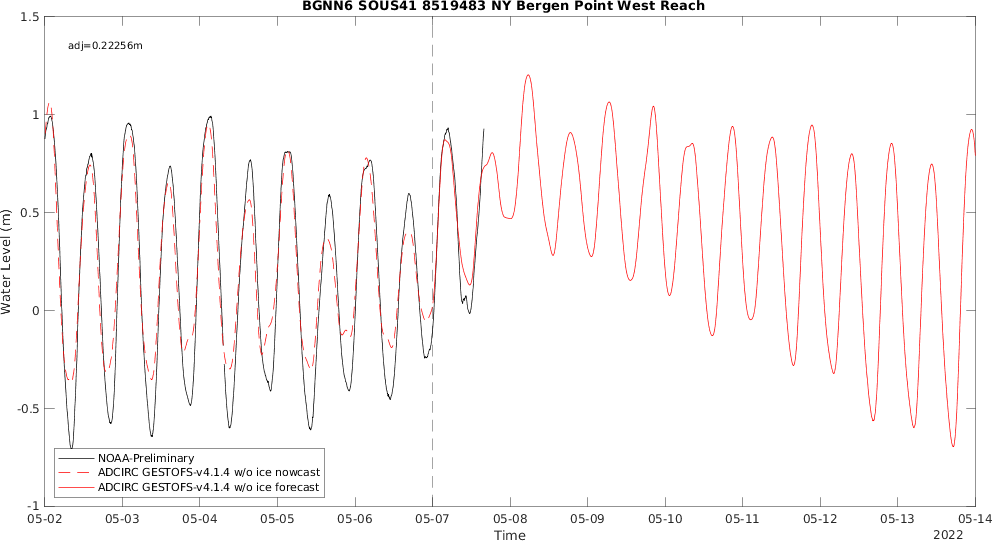 BGNN6 SOUS41 8519483 NY Bergen Point West Reach
1.5
adj=0.22256m
1
0.5
Water Level (m)
0
-0.5
NOAA-Preliminary
ADCIRC GESTOFS-v4.1.4 w/o ice nowcast
ADCIRC GESTOFS-v4.1.4 w/o ice forecast
-1
05-02 05-03 05-04 05-05 05-06 05-07 05-08 05-09 05-10 05-11 05-12 05-13 05-14
Time
2022